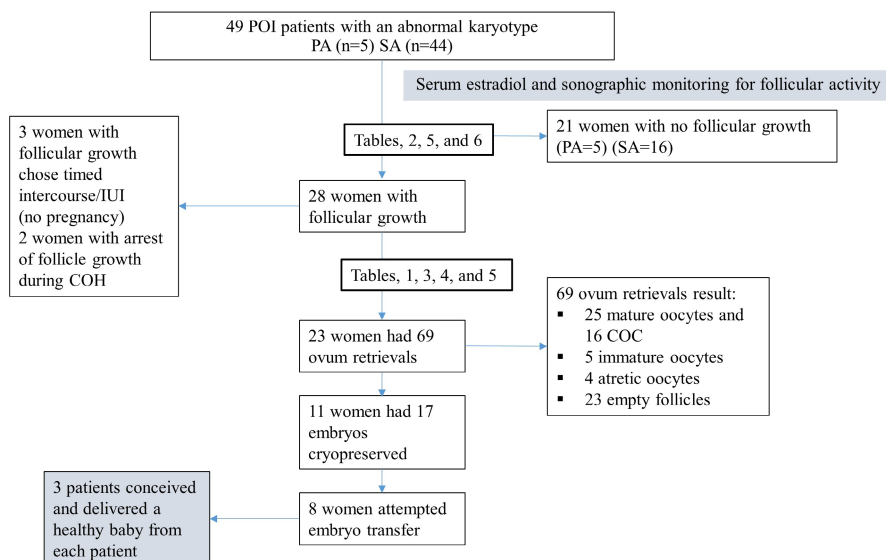 49 POI patients with an abnormal karyotype
PA (n=5) SA (n=44)
Serum estradiol and sonographic monitoring for follicular activity
3 women with
follicular growth
chose timed
intercourse/IUI
(no pregnancy)
2 women with arrest
of follicle growth
during COH
Tables, 2, 5, and 6
21 women with no follicular growth
(PA=5) (SA=16)
28 women with
follicular growth
Tables, 1, 3, 4, and 5
23 women had 69
ovum retrievals
69 ovum retrievals result:
▪ 25 mature oocytes and
16 COC
▪ 5 immature oocytes
▪ 4 atretic oocytes
▪ 23 empty follicles
11 women had 17
embryos
cryopreserved
8 women attempted
embryo transfer
3 patients conceived
and delivered a
healthy baby from
each patient